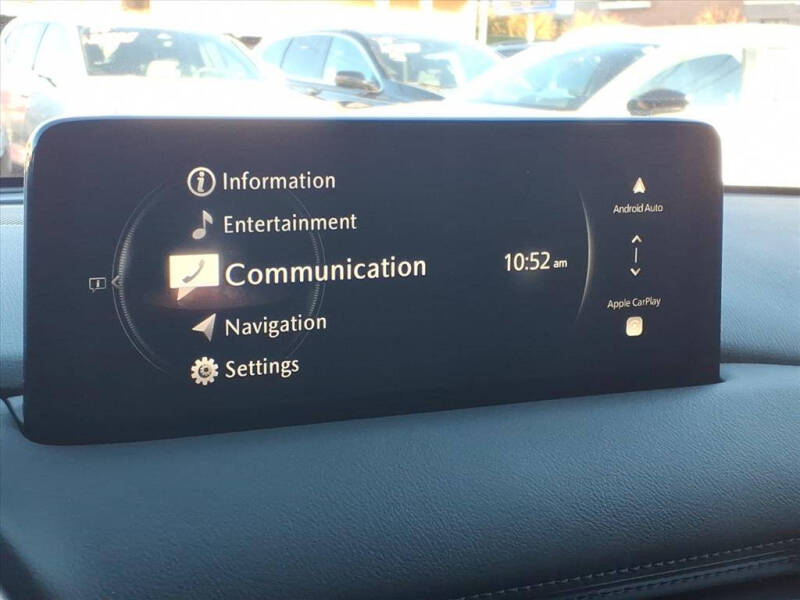 Information
Entertainment
Communication
Navigation
Settings
10:52 am
Android Auto
Apple CarPlay